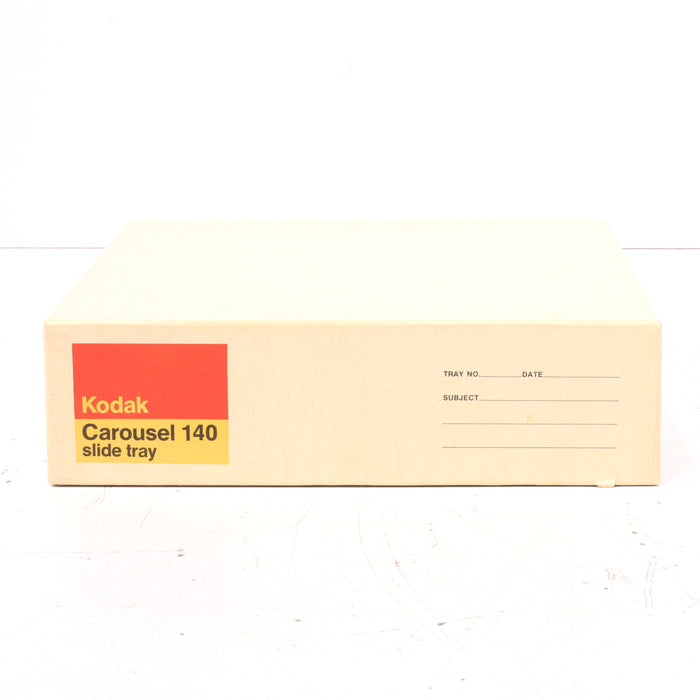 Kodak
Carousel 140
slide tray
TRAY NO. DATE
SUBJECT